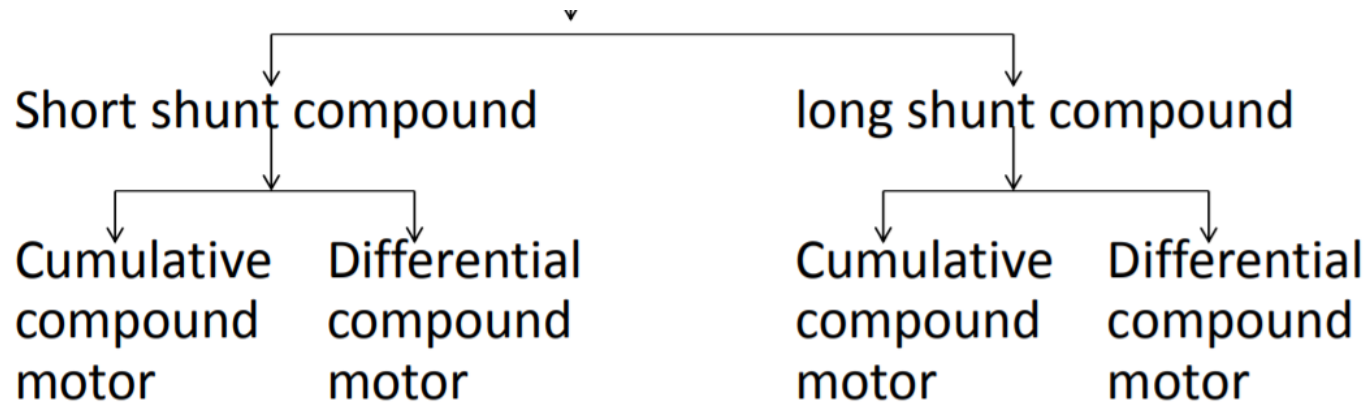 Short shunt compound
long shunt compound
Cumulative
compound
motor
Differential
compound
motor
Cumulative
compound
motor
Differential
compound
motor